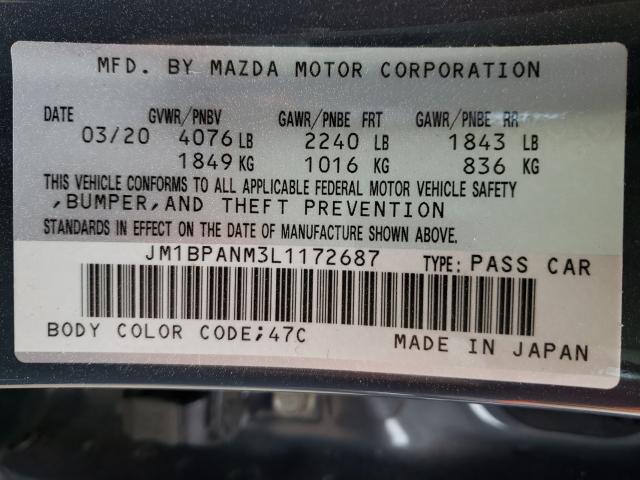 MFD. BY MAZDA MOTOR CORPORATION
DATE GVWR/PNBV GAWR/PNBE FRT GAWR/PNBE RR
03/20 4076 LB 2240 LB 1843 LB
1849 KG 1016 KG 836 KG
THIS VEHICLE CONFORMS TO ALL APPLICABLE FEDERAL MOTOR VEHICLE SAFETY
,BUMPER,AND THEFT PREVENTION
STANDARDS IN EFFECT ON THE DATE OF MANUFACTURE SHOWN ABOVE.
JM1BPANM3L1172687 TYPE: PASS CAR
BODY COLOR CODE;47C MADE IN JAPAN